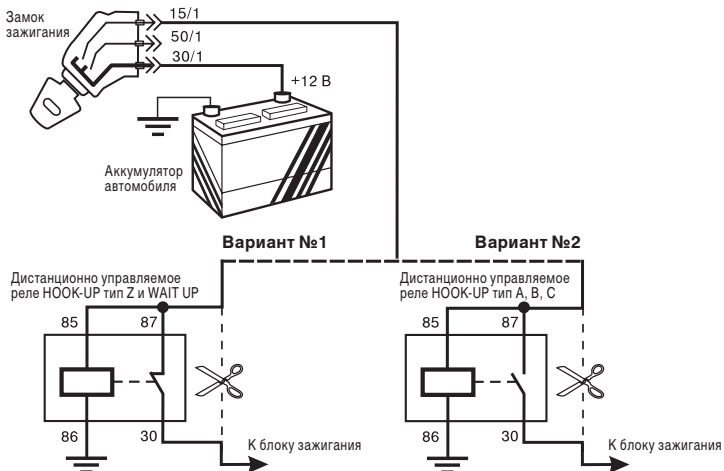 Замок
зажигания
15/1
50/1
30/1
+12 В
Аккумулятор
автомобиля
Вариант №1
Вариант №2
Дистанционно управляемое
реле HOOK-UP тип Z и WAIT UP
85
87
86
30
К блоку зажигания
Дистанционно управляемое
реле HOOK-UP тип A, B, C
85
87
86
30
К блоку зажигания